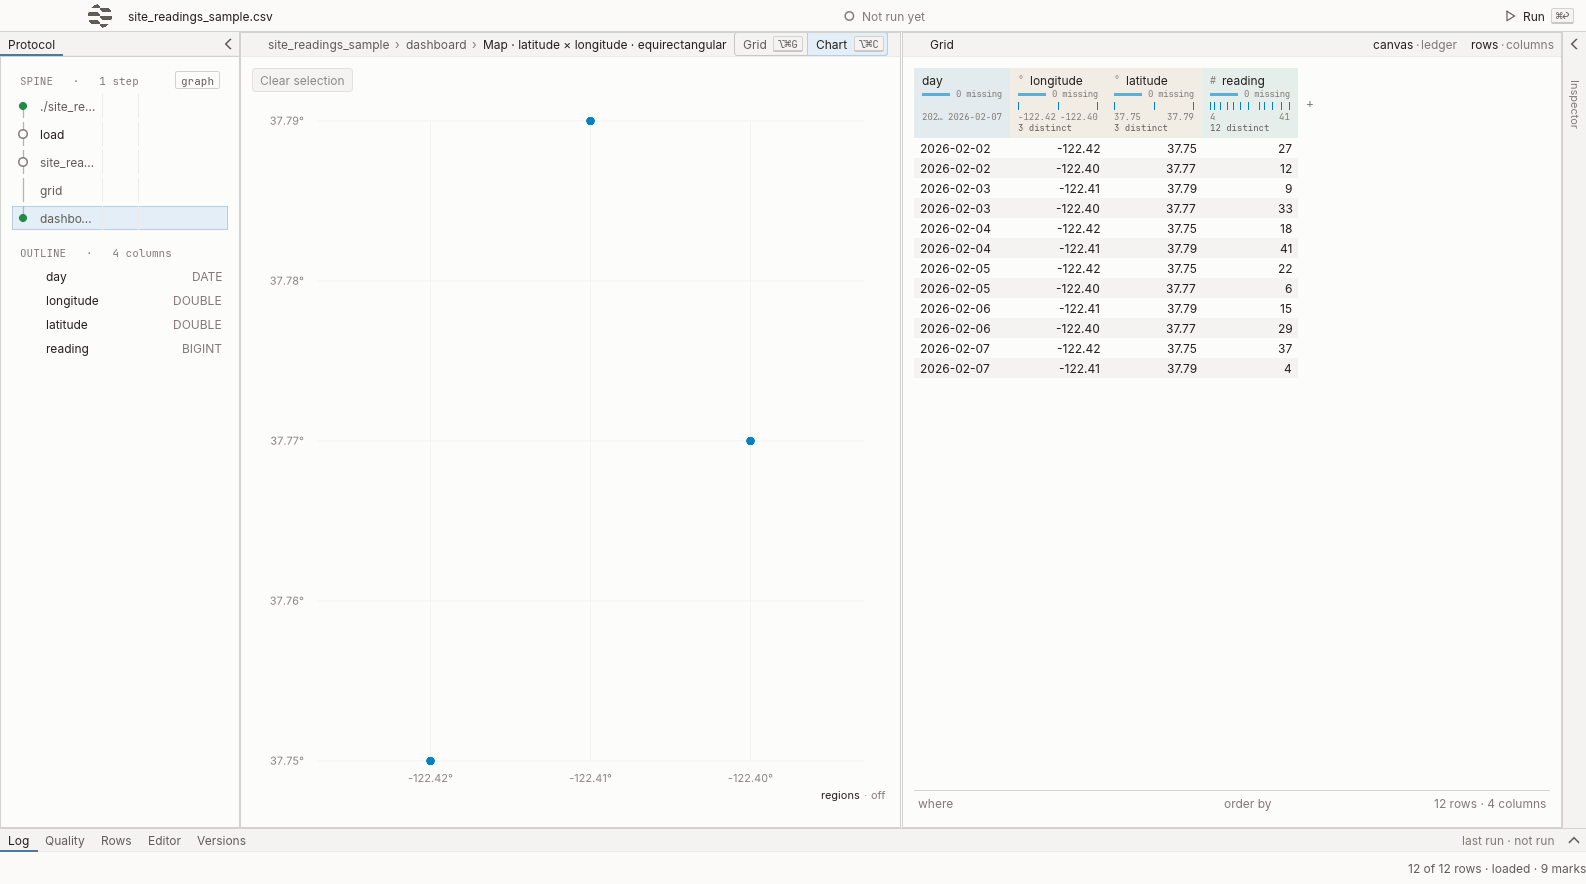 site_readings_sample.csv
Not run yet
Run
Protocol
site_readings_sample › dashboard › Map · latitude × longitude · equirectangular
Grid ⌥⌘G
Chart ⌥⌘C
Grid
canvas · ledger
rows · columns
SPINE · 1 step
graph
./site_re...
load
site_rea...
grid
dashbo...
OUTLINE · 4 columns
day DATE
longitude DOUBLE
latitude DOUBLE
reading BIGINT
Clear selection
37.79°
37.78°
37.77°
37.76°
37.75°
-122.42° -122.41° -122.40°
regions · off
day ° longitude ° latitude # reading
0 missing 0 missing 0 missing 0 missing
202… 2026-02-07 -122.42 -122.40 37.75 37.79 4 41
3 distinct 3 distinct 12 distinct
+
2026-02-02 -122.42 37.75 27
2026-02-02 -122.40 37.77 12
2026-02-03 -122.41 37.79 9
2026-02-03 -122.40 37.77 33
2026-02-04 -122.42 37.75 18
2026-02-04 -122.41 37.79 41
2026-02-05 -122.42 37.75 22
2026-02-05 -122.40 37.77 6
2026-02-06 -122.41 37.79 15
2026-02-06 -122.40 37.77 29
2026-02-07 -122.42 37.75 37
2026-02-07 -122.41 37.79 4
where
order by
12 rows · 4 columns
Inspector
Log Quality Rows Editor Versions
last run · not run
12 of 12 rows · loaded · 9 marks